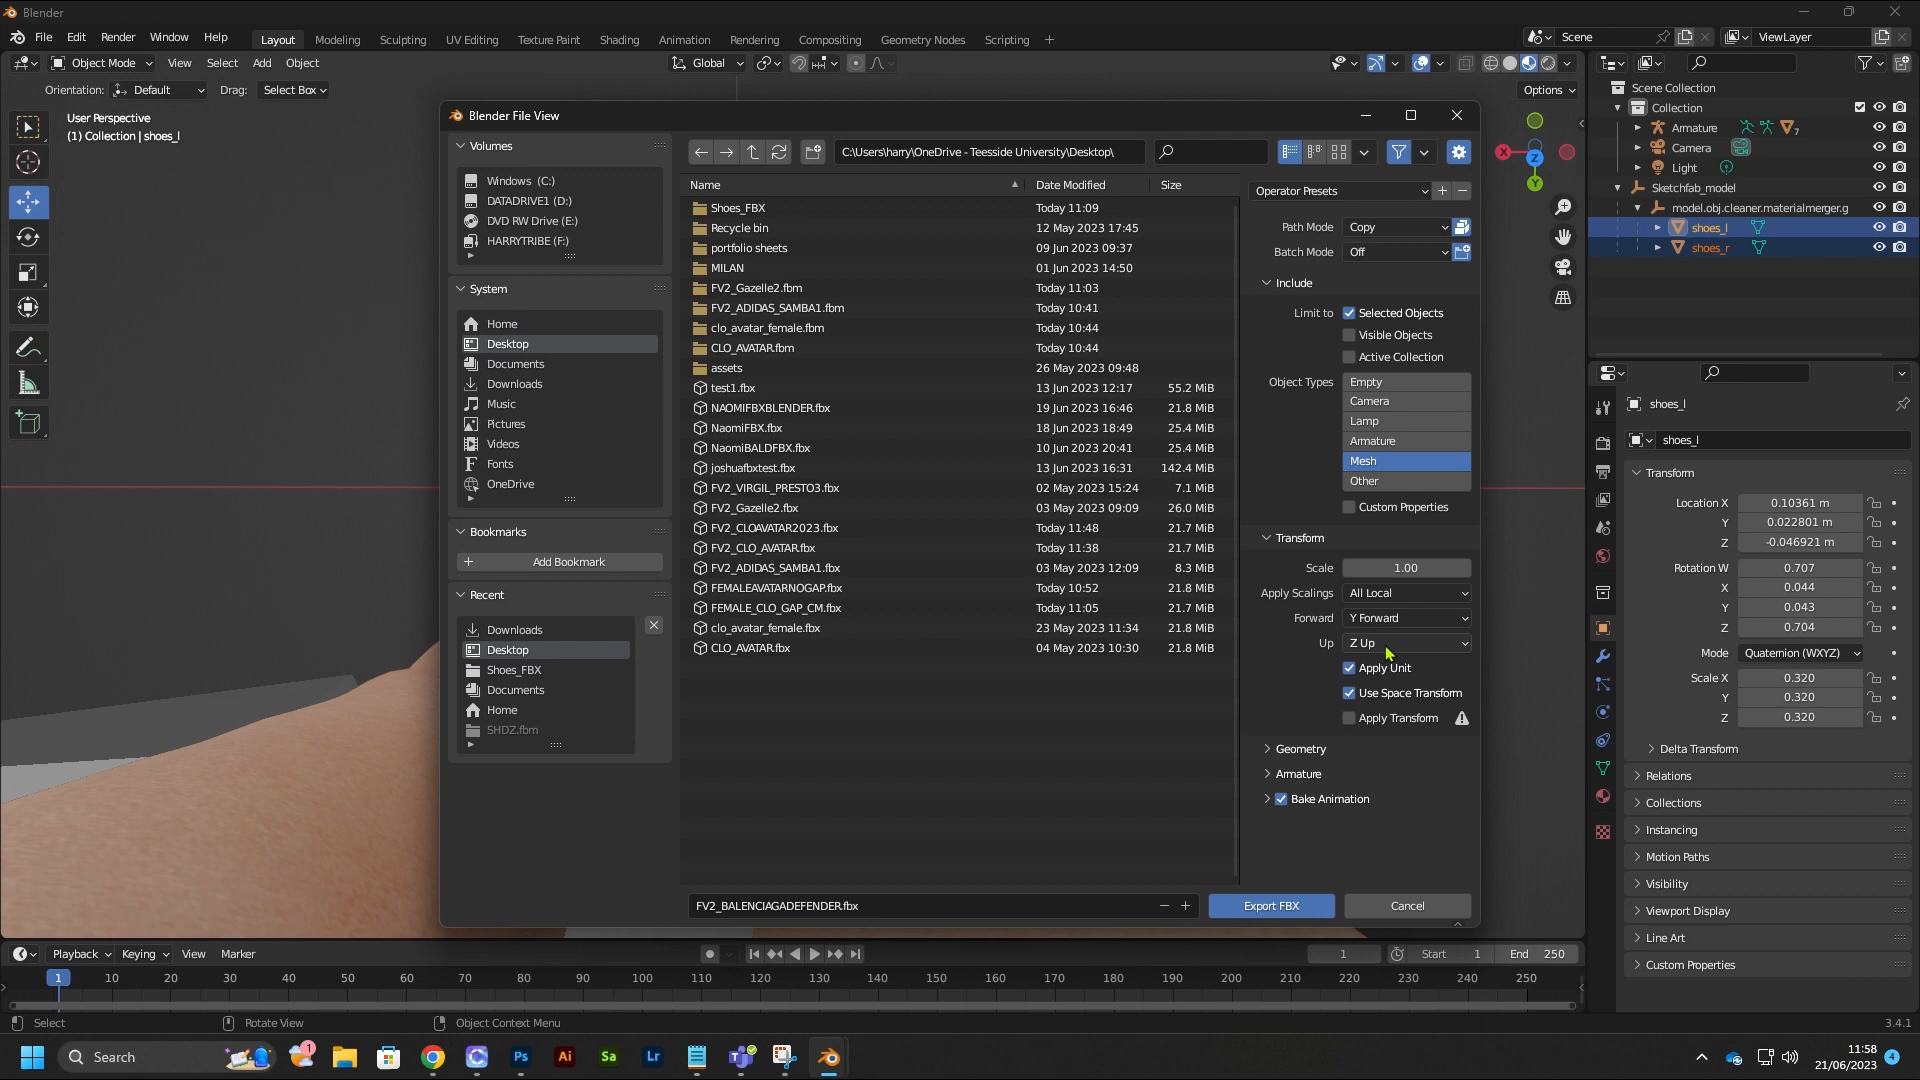 Blender
File Edit Render Window Help
Layout Modeling Sculpting UV Editing Texture Paint Shading Animation Rendering Compositing Geometry Nodes Scripting +
Scene ViewLayer
Object Mode View Select Add Object
Global
Orientation: Default Drag: Select Box
Options
User Perspective
(1) Collection | shoes_l
Blender File View
Volumes
Windows (C:)
DATADRIVE1 (D:)
DVD RW Drive (E:)
HARRYTRIBE (F:)
System
Home
Desktop
Documents
Downloads
Music
Pictures
Videos
Fonts
OneDrive
Bookmarks
+ Add Bookmark
Recent
Downloads
Desktop
Shoes_FBX
Documents
Home
SHDZ.fbm
C:\Users\harry\OneDrive - Teesside University\Desktop\
Name Date Modified Size
Shoes_FBX Today 11:09
Recycle bin 12 May 2023 17:45
portfolio sheets 09 Jun 2023 09:37
MILAN 01 Jun 2023 14:50
FV2_Gazelle2.fbm Today 11:03
FV2_ADIDAS_SAMBA1.fbm Today 10:41
clo_avatar_female.fbm Today 10:44
CLO_AVATAR.fbm Today 10:44
assets 26 May 2023 09:48
test1.fbx 13 Jun 2023 12:17 55.2 MiB
NAOMIFBXBLENDER.fbx 19 Jun 2023 16:46 21.8 MiB
NaomiFBX.fbx 18 Jun 2023 18:49 25.4 MiB
NaomiBALDFBX.fbx 10 Jun 2023 20:41 25.4 MiB
joshuafbxtest.fbx 13 Jun 2023 16:31 142.4 MiB
FV2_VIRGIL_PRESTO3.fbx 02 May 2023 15:24 7.1 MiB
FV2_Gazelle2.fbx 03 May 2023 09:09 26.0 MiB
FV2_CLOAVATAR2023.fbx Today 11:48 21.7 MiB
FV2_CLO_AVATAR.fbx Today 11:38 21.7 MiB
FV2_ADIDAS_SAMBA1.fbx 03 May 2023 12:09 8.3 MiB
FEMALEAVATARNOGAP.fbx Today 10:52 21.8 MiB
FEMALE_CLO_GAP_CM.fbx Today 11:05 21.7 MiB
clo_avatar_female.fbx 23 May 2023 11:34 21.8 MiB
CLO_AVATAR.fbx 04 May 2023 10:30 21.8 MiB
FV2_BALENCIAGADEFENDER.fbx - + Export FBX Cancel
Operator Presets + -
Path Mode Copy
Batch Mode Off
Include
Limit to Selected Objects
Visible Objects
Active Collection
Object Types Empty
Camera
Lamp
Armature
Mesh
Other
Custom Properties
Transform
Scale 1.00
Apply Scalings All Local
Forward Y Forward
Up Z Up
Apply Unit
Use Space Transform
Apply Transform
Geometry
Armature
Bake Animation
X Z Y
Scene Collection
Collection
Armature 7
Camera
Light
Sketchfab_model
model.obj.cleaner.materialmerger.g
shoes_l
shoes_r
shoes_l
shoes_l
Transform
Location X 0.10361 m
Y 0.022801 m
Z -0.046921 m
Rotation W 0.707
X 0.044
Y 0.043
Z 0.704
Mode Quaternion (WXYZ)
Scale X 0.320
Y 0.320
Z 0.320
Delta Transform
Relations
Collections
Instancing
Motion Paths
Visibility
Viewport Display
Line Art
Custom Properties
Playback Keying View Marker 1 Start 1 End 250
1 10 20 30 40 50 60 70 80 90 100 110 120 130 140 150 160 170 180 190 200 210 220 230 240 250
Select Rotate View Object Context Menu 3.4.1
Search 1 Ps Ai Sa Lr 11:58
21/06/2023 4